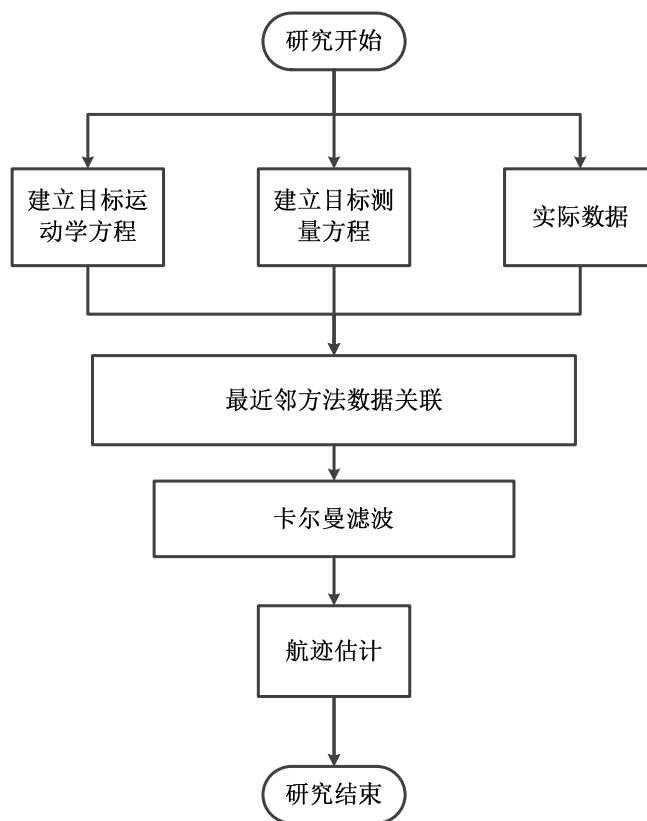 研究开始
建立目标运
动学方程
建立目标测
量方程
实际数据
最近邻方法数据关联
卡尔曼滤波
航迹估计
研究结束